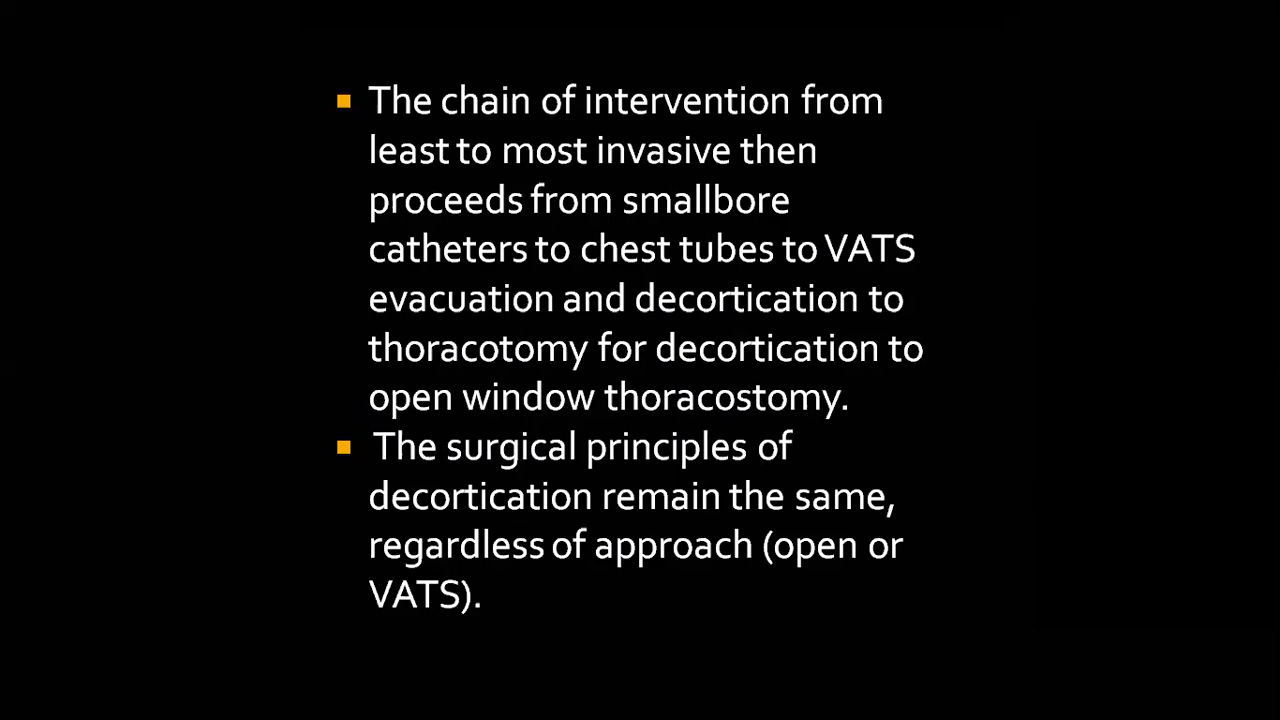 The chain of intervention from
least to most invasive then
proceeds from smallbore
catheters to chest tubes to VATS
evacuation and decortication to
thoracotomy for decortication to
open window thoracostomy.
The surgical principles of
decortication remain the same,
regardless of approach (open or
VATS).